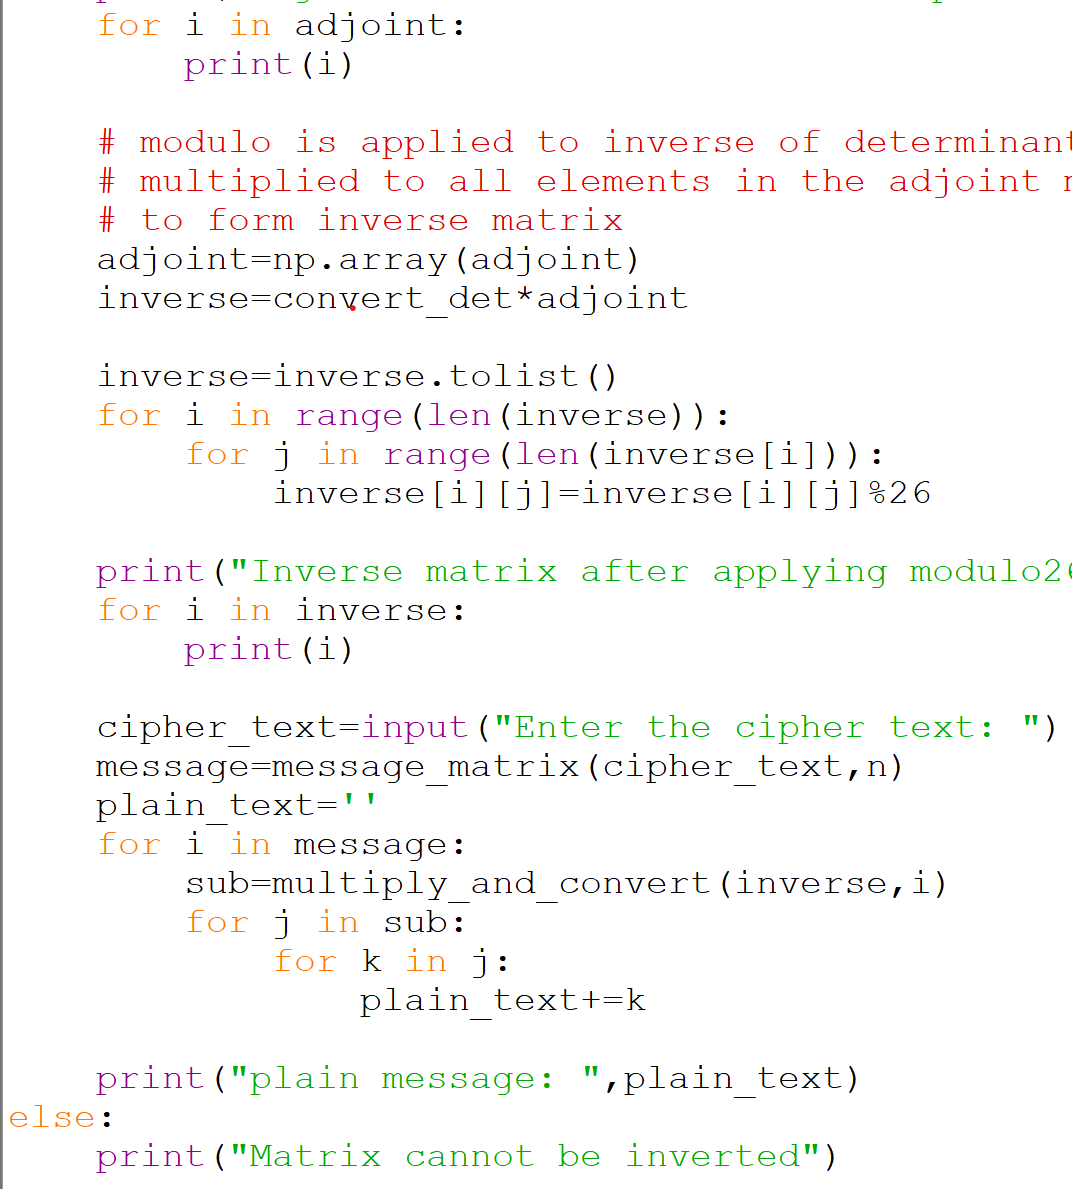 for i in adjoint:
    print(i)
# modulo is applied to inverse of determinant
# multiplied to all elements in the adjoint
# to form inverse matrix
adjoint=np.array(adjoint)
inverse=convert_det*adjoint
inverse=inverse.tolist()
for i in range(len(inverse)):
    for j in range(len(inverse[i])):
        inverse[i][j]=inverse[i][j]%26
print("Inverse matrix after applying modulo26
for i in inverse:
    print(i)
cipher_text=input("Enter the cipher text: ")
message=message_matrix(cipher_text,n)
plain_text=''
for i in message:
    sub=multiply_and_convert(inverse,i)
    for j in sub:
        for k in j:
            plain_text+=k
print("plain message: ",plain_text)
else:
    print("Matrix cannot be inverted")